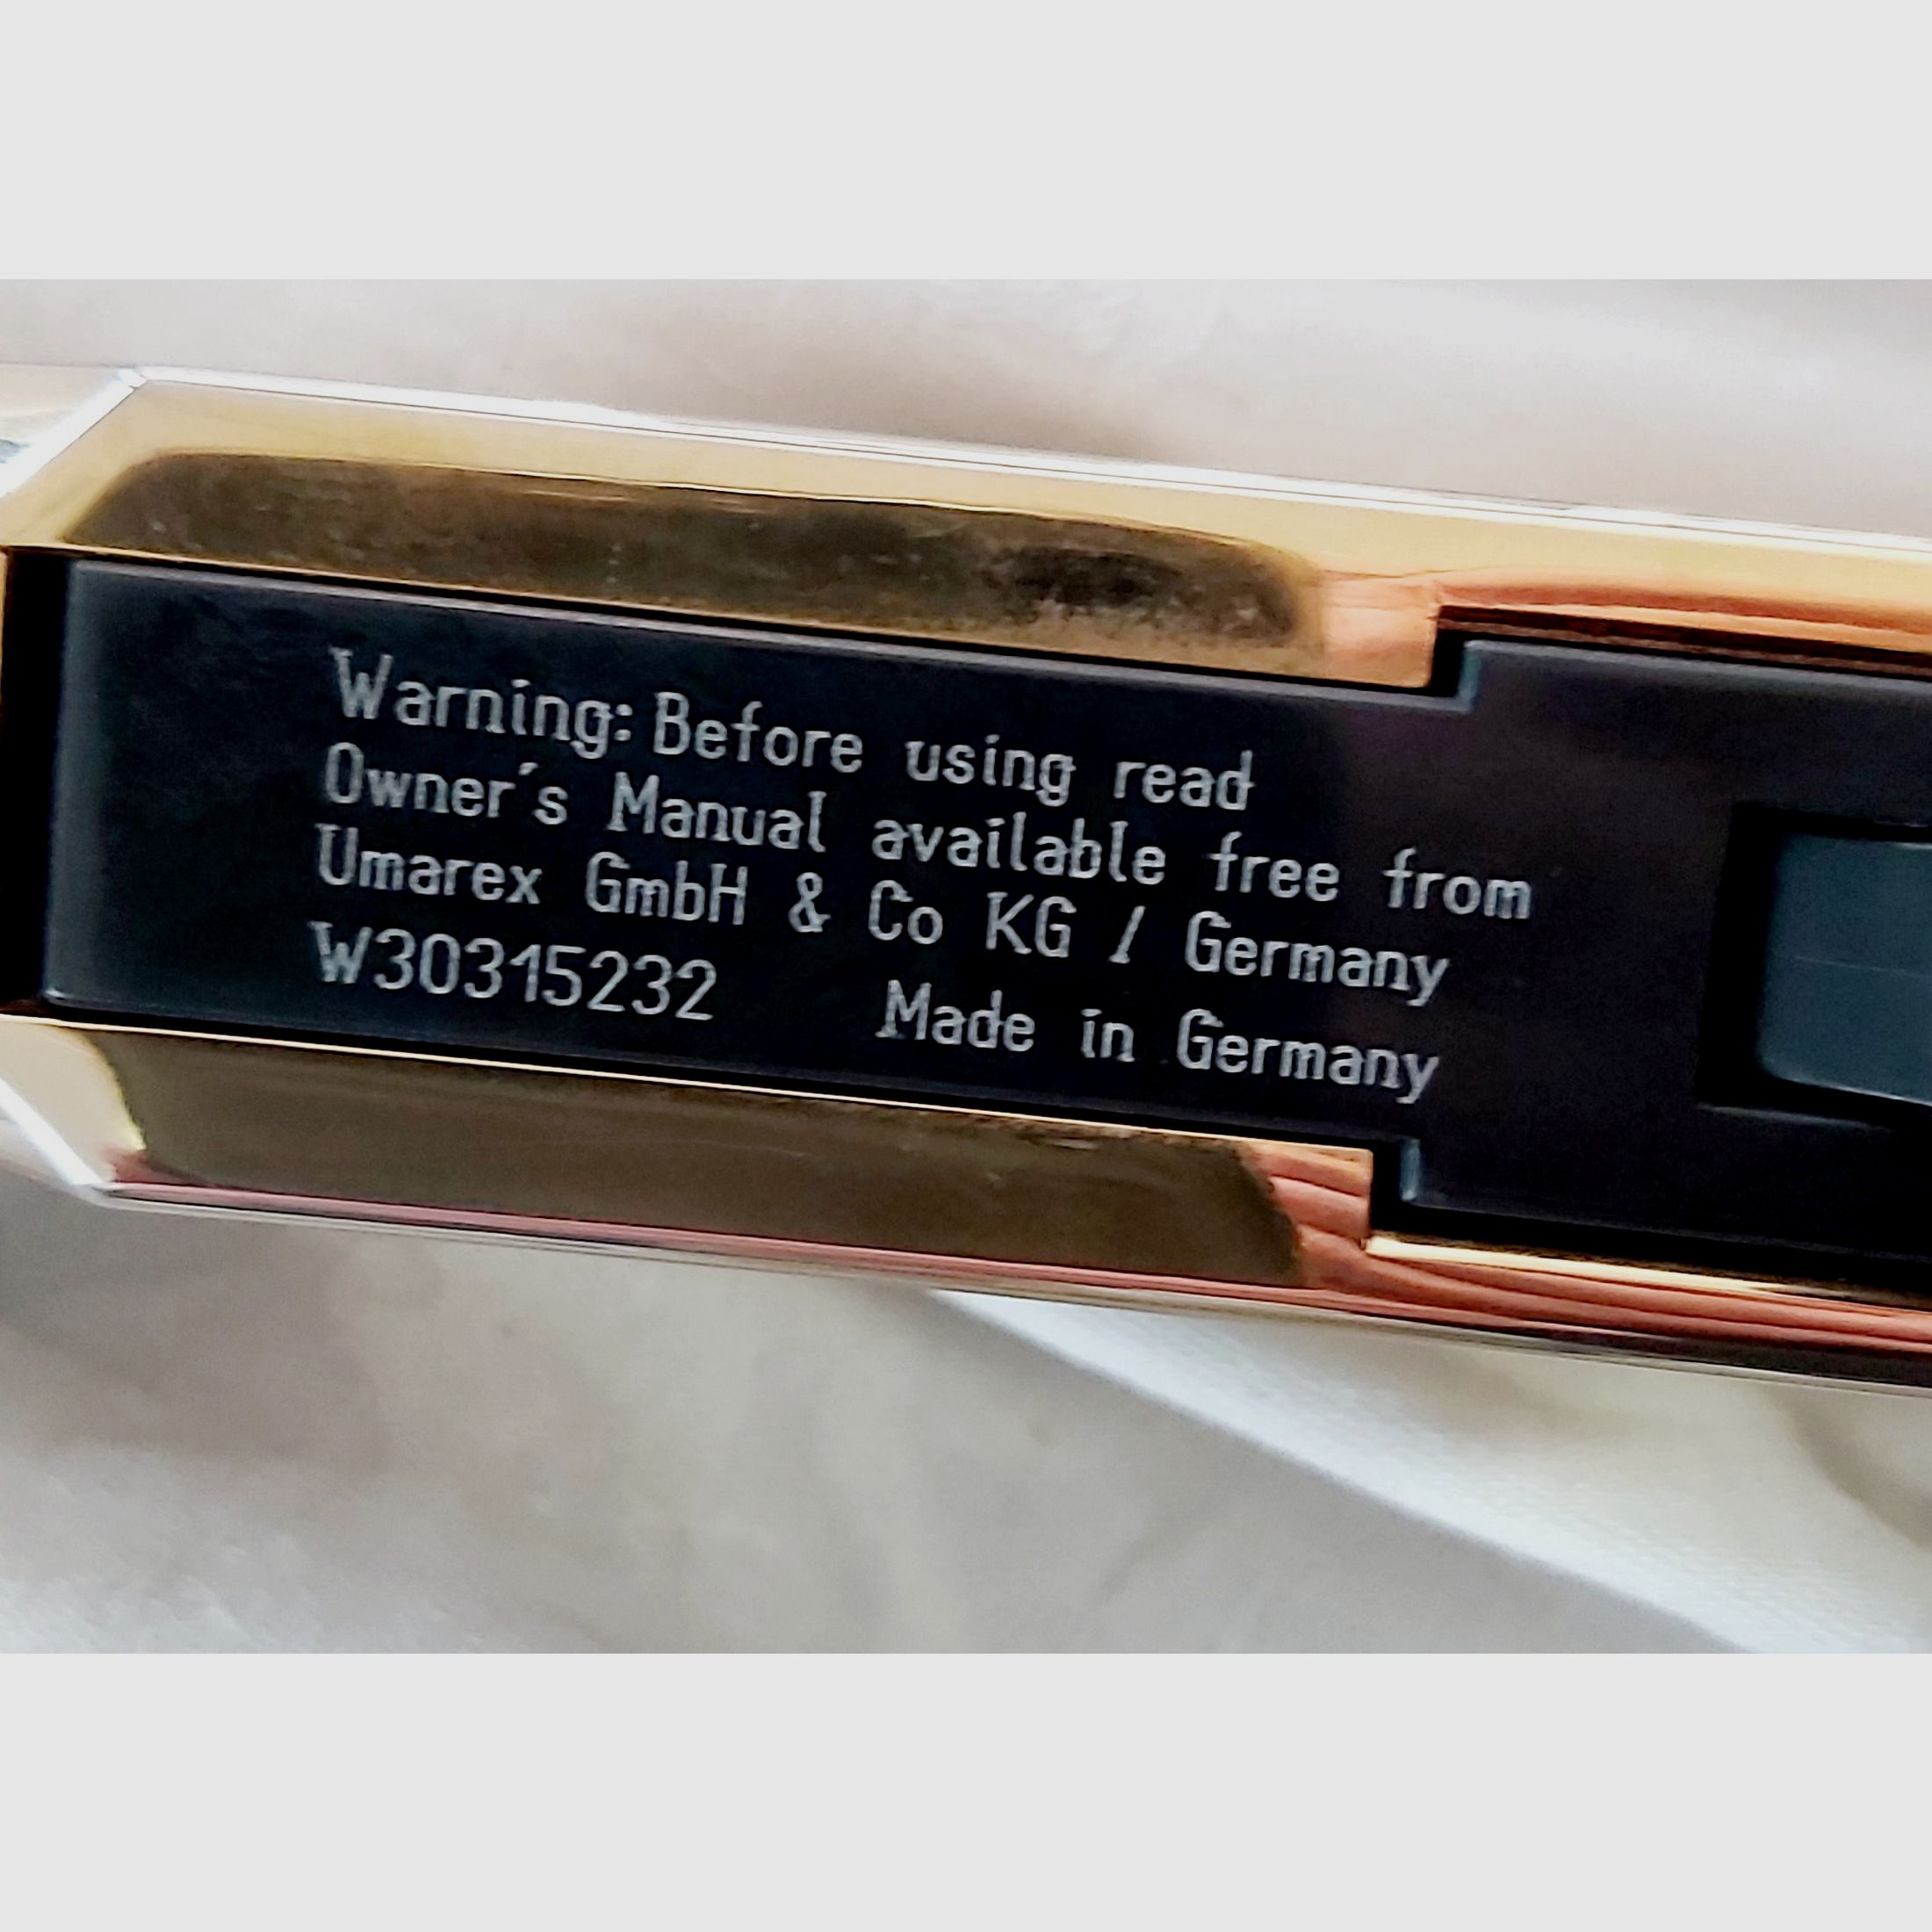 Warning: Before using read
Owner´s Manual available free from
Umarex GmbH & Co KG / Germany
W30315232 Made in Germany